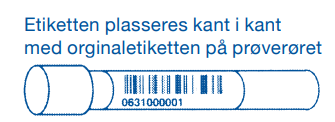 Etiketten plasseres kant i kant
med orginaletiketten på prøverøret
0631000001